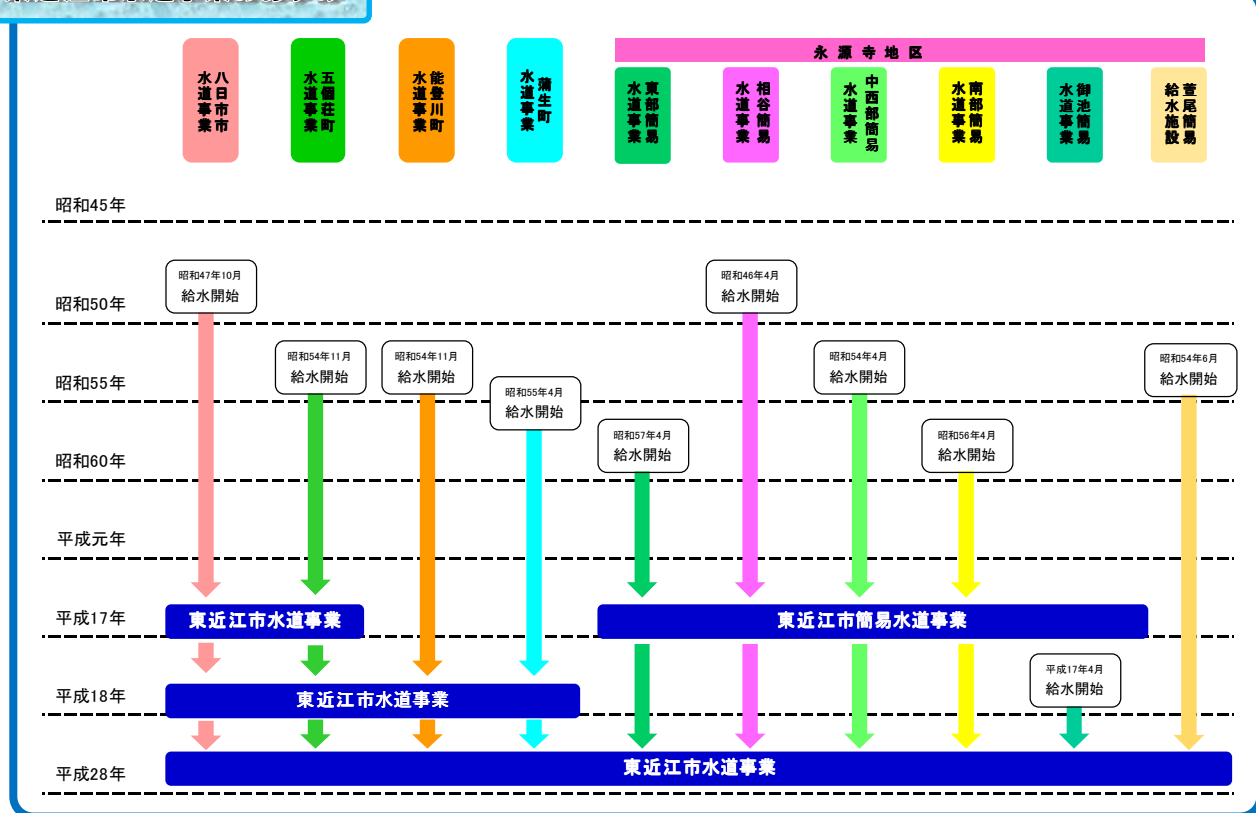 永源寺地区
八日市市
水道事業
五個荘町
水道事業
能登川町
水道事業
蒲生町
水道事業
東部簡易
水道事業
相谷簡易
水道事業
中西部簡易
水道事業
南部簡易
水道事業
御池簡易
水道事業
萱尾簡易
給水施設
昭和45年
昭和47年10月
給水開始
昭和46年4月
給水開始
昭和50年
昭和54年11月
給水開始
昭和54年11月
給水開始
昭和54年4月
給水開始
昭和54年6月
給水開始
昭和55年
昭和55年4月
給水開始
昭和57年4月
給水開始
昭和56年4月
給水開始
昭和60年
平成元年
平成17年
東近江市水道事業
東近江市簡易水道事業
平成17年4月
給水開始
平成18年
東近江市水道事業
平成28年
東近江市水道事業